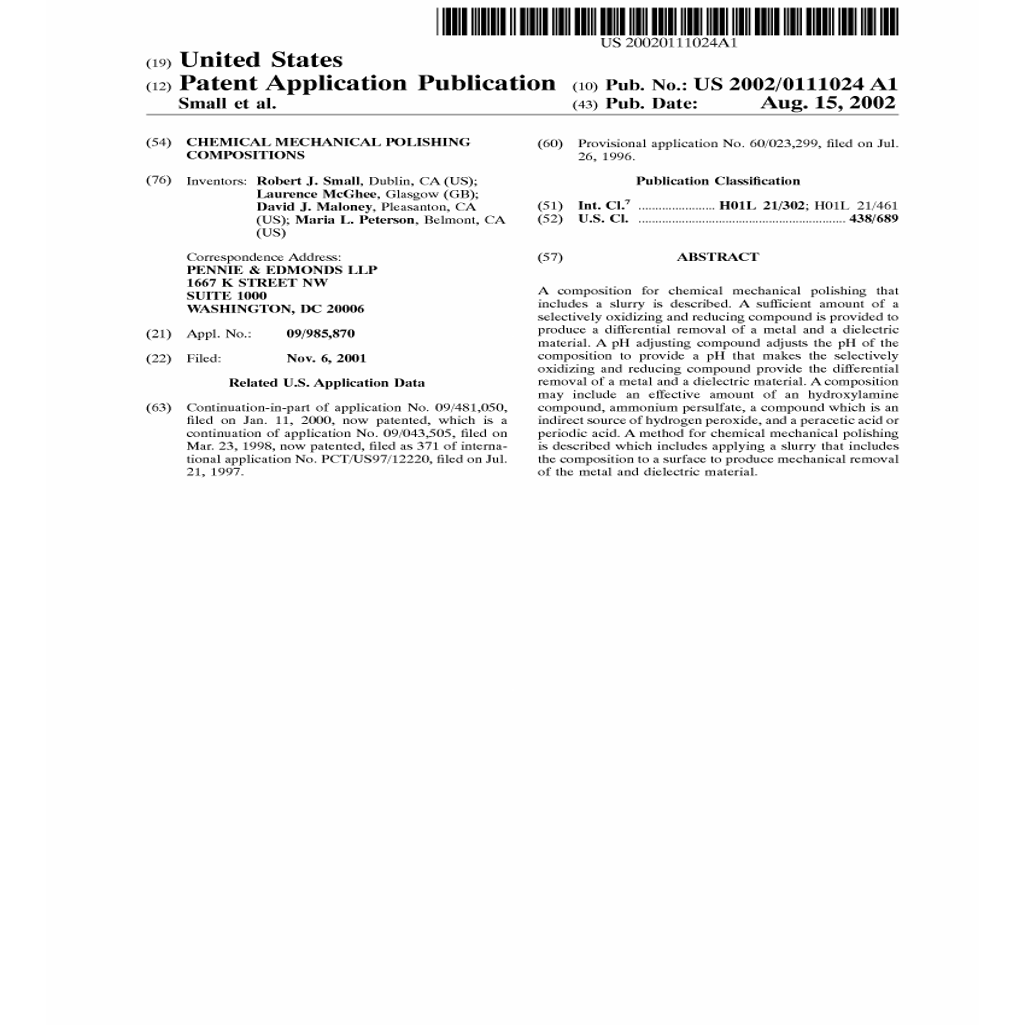 US 20020111024A1
(19) United States
(12) Patent Application Publication (10) Pub. No.: US 2002/0111024 A1
Small et al. (43) Pub. Date: Aug. 15, 2002
(54) CHEMICAL MECHANICAL POLISHING
COMPOSITIONS
(76) Inventors: Robert J. Small, Dublin, CA (US);
Laurence McGhee, Glasgow (GB);
David J. Maloney, Pleasanton, CA
(US); Maria L. Peterson, Belmont, CA
(US)
Correspondence Address:
PENNIE & EDMONDS LLP
1667 K STREET NW
SUITE 1000
WASHINGTON, DC 20006
(21) Appl. No.: 09/985,870
(22) Filed: Nov. 6, 2001
Related U.S. Application Data
(63) Continuation-in-part of application No. 09/481,050,
filed on Jan. 11, 2000, now patented, which is a
continuation of application No. 09/043,505, filed on
Mar. 23, 1998, now patented, filed as 371 of interna-
tional application No. PCT/US97/12220, filed on Jul.
21, 1997.
(60) Provisional application No. 60/023,299, filed on Jul.
26, 1996.
Publication Classification
(51) Int. Cl.7 ....................... H01L 21/302; H01L 21/461
(52) U.S. Cl. .............................................................. 438/689
(57) ABSTRACT
A composition for chemical mechanical polishing that
includes a slurry is described. A sufficient amount of a
selectively oxidizing and reducing compound is provided to
produce a differential removal of a metal and a dielectric
material. A pH adjusting compound adjusts the pH of the
composition to provide a pH that makes the selectively
oxidizing and reducing compound provide the differential
removal of a metal and a dielectric material. A composition
may include an effective amount of an hydroxylamine
compound, ammonium persulfate, a compound which is an
indirect source of hydrogen peroxide, and a peracetic acid or
periodic acid. A method for chemical mechanical polishing
is described which includes applying a slurry that includes
the composition to a surface to produce mechanical removal
of the metal and dielectric material.